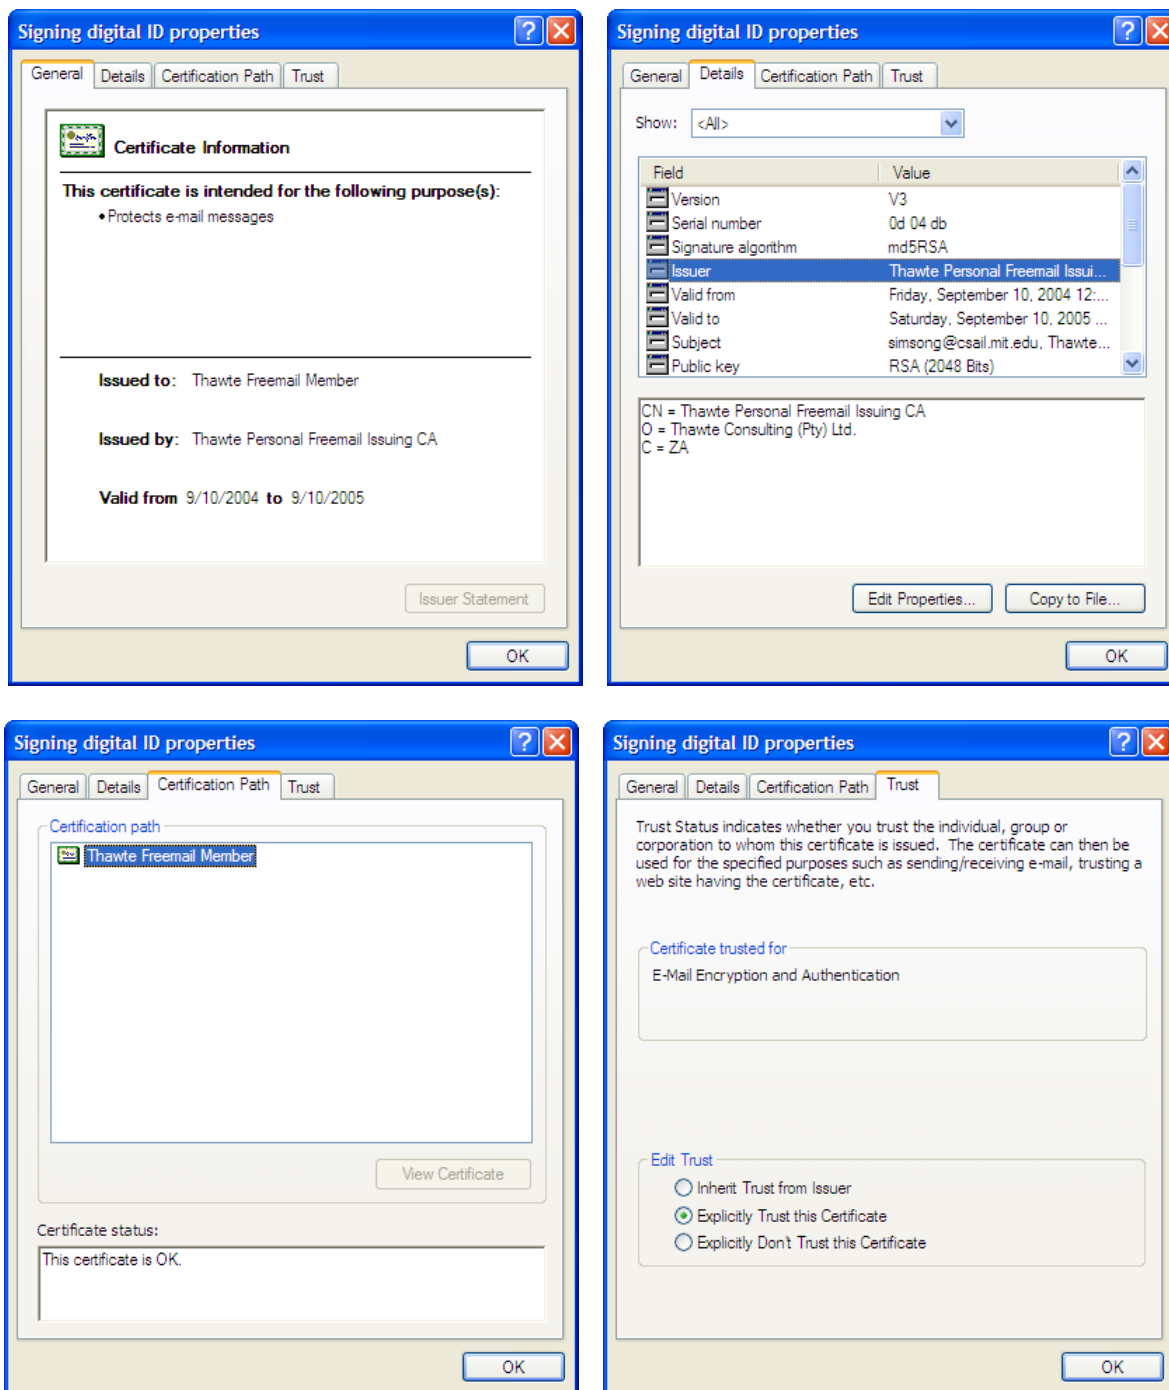 Signing digital ID properties
General Details Certification Path Trust
Certificate Information
This certificate is intended for the following purpose(s):
• Protects e-mail messages
Issued to: Thawte Freemail Member
Issued by: Thawte Personal Freemail Issuing CA
Valid from 9/10/2004 to 9/10/2005
Issuer Statement
OK
Signing digital ID properties
General Details Certification Path Trust
Show: <All>
Field Value
Version V3
Serial number 0d 04 db
Signature algorithm md5RSA
Issuer Thawte Personal Freemail Issui...
Valid from Friday, September 10, 2004 12:...
Valid to Saturday, September 10, 2005 ...
Subject simsong@csail.mit.edu, Thawte...
Public key RSA (2048 Bits)
CN = Thawte Personal Freemail Issuing CA
O = Thawte Consulting (Pty) Ltd.
C = ZA
Edit Properties... Copy to File...
OK
Signing digital ID properties
General Details Certification Path Trust
Certification path
Thawte Freemail Member
View Certificate
Certificate status:
This certificate is OK.
OK
Signing digital ID properties
General Details Certification Path Trust
Trust Status indicates whether you trust the individual, group or
corporation to whom this certificate is issued. The certificate can then be
used for the specified purposes such as sending/receiving e-mail, trusting a
web site having the certificate, etc.
Certificate trusted for
E-Mail Encryption and Authentication
Edit Trust
Inherit Trust from Issuer
Explicitly Trust this Certificate
Explicitly Don't Trust this Certificate
OK